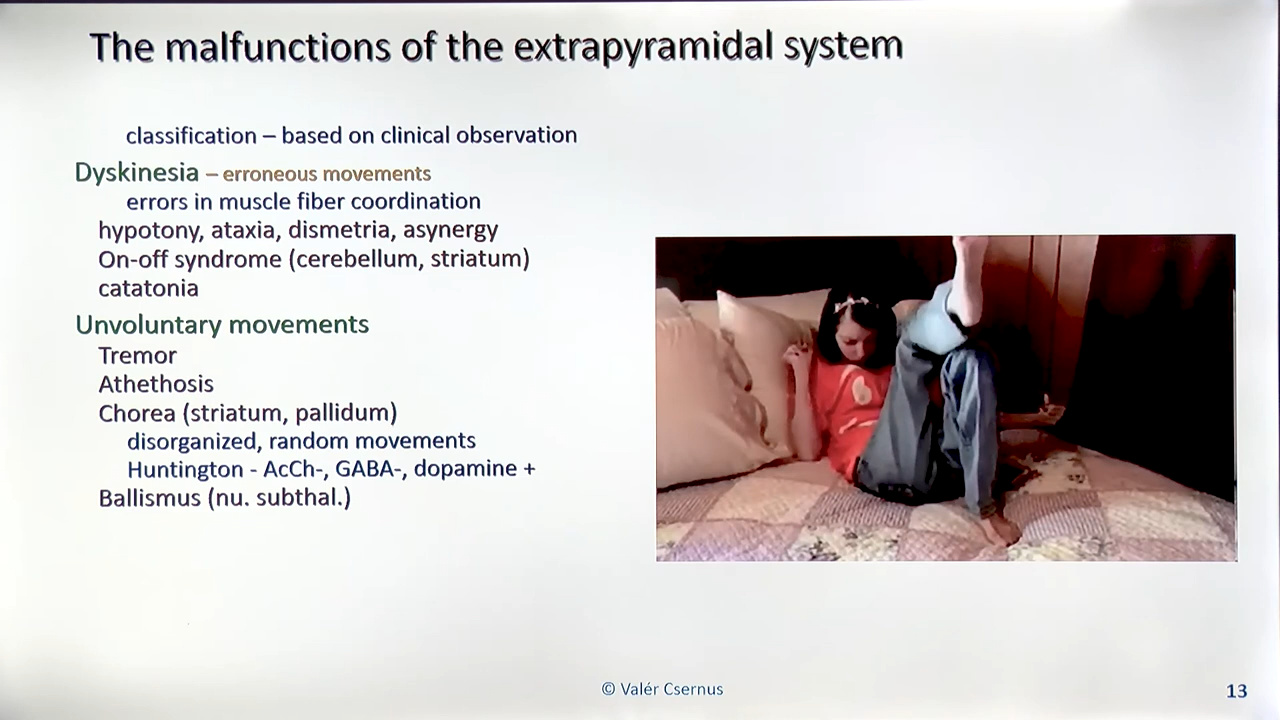 The malfunctions of the extrapyramidal system
classification – based on clinical observation
Dyskinesia – erroneous movements
errors in muscle fiber coordination
hypotony, ataxia, dismetria, asynergy
On-off syndrome (cerebellum, striatum)
catatonia
Unvoluntary movements
Tremor
Athethosis
Chorea (striatum, pallidum)
disorganized, random movements
Huntington - AcCh-, GABA-, dopamine +
Ballismus (nu. subthal.)
© Valér Csernus
13